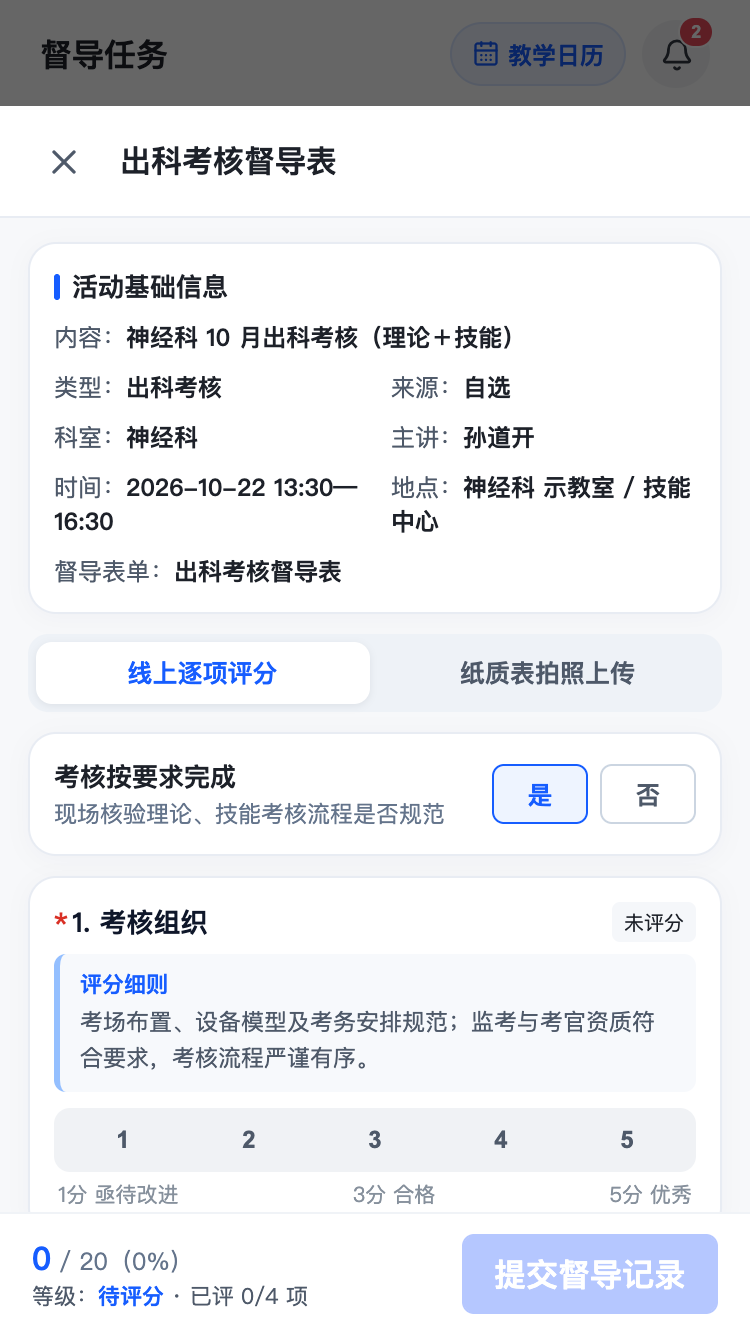 督导任务
教学日历
2
出科考核督导表
活动基础信息
内容：神经科 10 月出科考核（理论＋技能）
类型：出科考核
来源：自选
科室：神经科
主讲：孙道开
时间：2026-10-22 13:30—
16:30
地点：神经科 示教室 / 技能
中心
督导表单：出科考核督导表
线上逐项评分
纸质表拍照上传
考核按要求完成
现场核验理论、技能考核流程是否规范
是
否
*1. 考核组织
未评分
评分细则
考场布置、设备模型及考务安排规范；监考与考官资质符
合要求，考核流程严谨有序。
1 2 3 4 5
1分 亟待改进
3分 合格
5分 优秀
0 / 20（0%）
等级：待评分 · 已评 0/4 项
提交督导记录